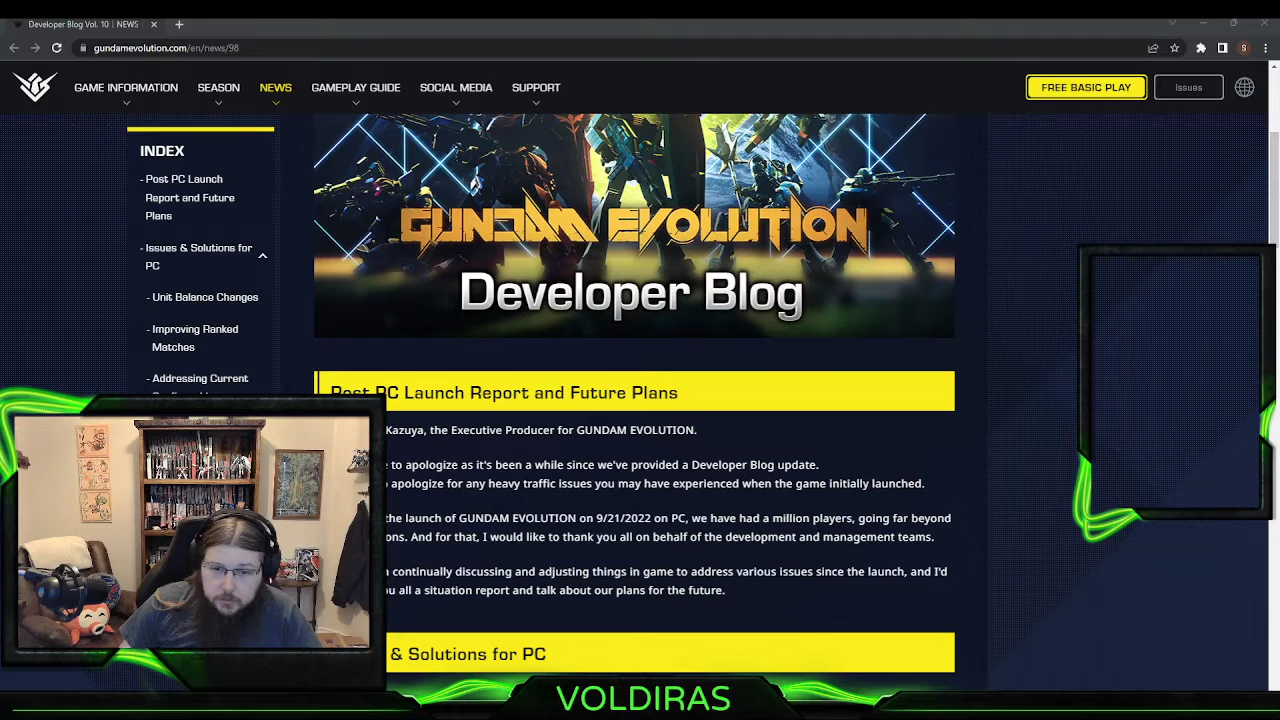 Developer Blog Vol. 10 | NEWS
gundamevolution.com/en/news/98
S
GAME INFORMATION
SEASON
NEWS
GAMEPLAY GUIDE
SOCIAL MEDIA
SUPPORT
FREE BASIC PLAY
Issues
INDEX
- Post PC Launch
Report and Future
Plans
- Issues & Solutions for
PC
- Unit Balance Changes
- Improving Ranked
Matches
- Addressing Current
GUNDAM EVOLUTION
Developer Blog
Post PC Launch Report and Future Plans
Kazuya, the Executive Producer for GUNDAM EVOLUTION.
to apologize as it's been a while since we've provided a Developer Blog update.
apologize for any heavy traffic issues you may have experienced when the game initially launched.
the launch of GUNDAM EVOLUTION on 9/21/2022 on PC, we have had a million players, going far beyond
And for that, I would like to thank you all on behalf of the development and management teams.
continually discussing and adjusting things in game to address various issues since the launch, and I'd
all a situation report and talk about our plans for the future.
& Solutions for PC
VOLDIRAS